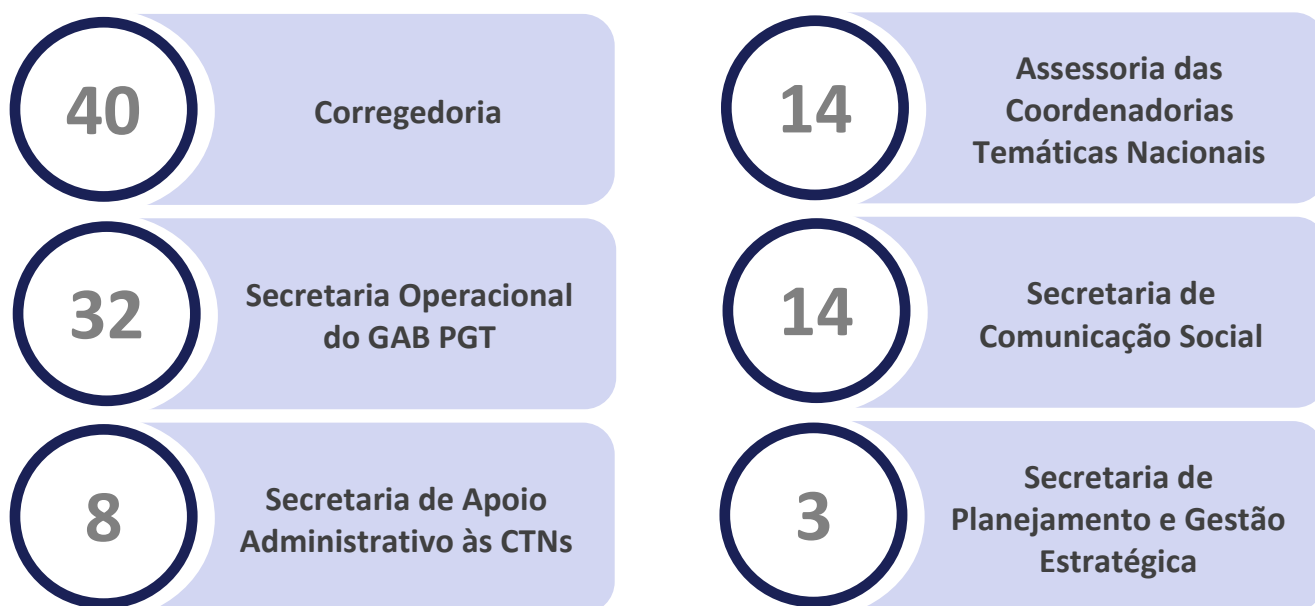 40
Corregedoria
14
Assessoria das
Coordenadorias
Temáticas Nacionais
32
Secretaria Operacional
do GAB PGT
14
Secretaria de
Comunicação Social
8
Secretaria de Apoio
Administrativo às CTNs
3
Secretaria de
Planejamento e Gestão
Estratégica